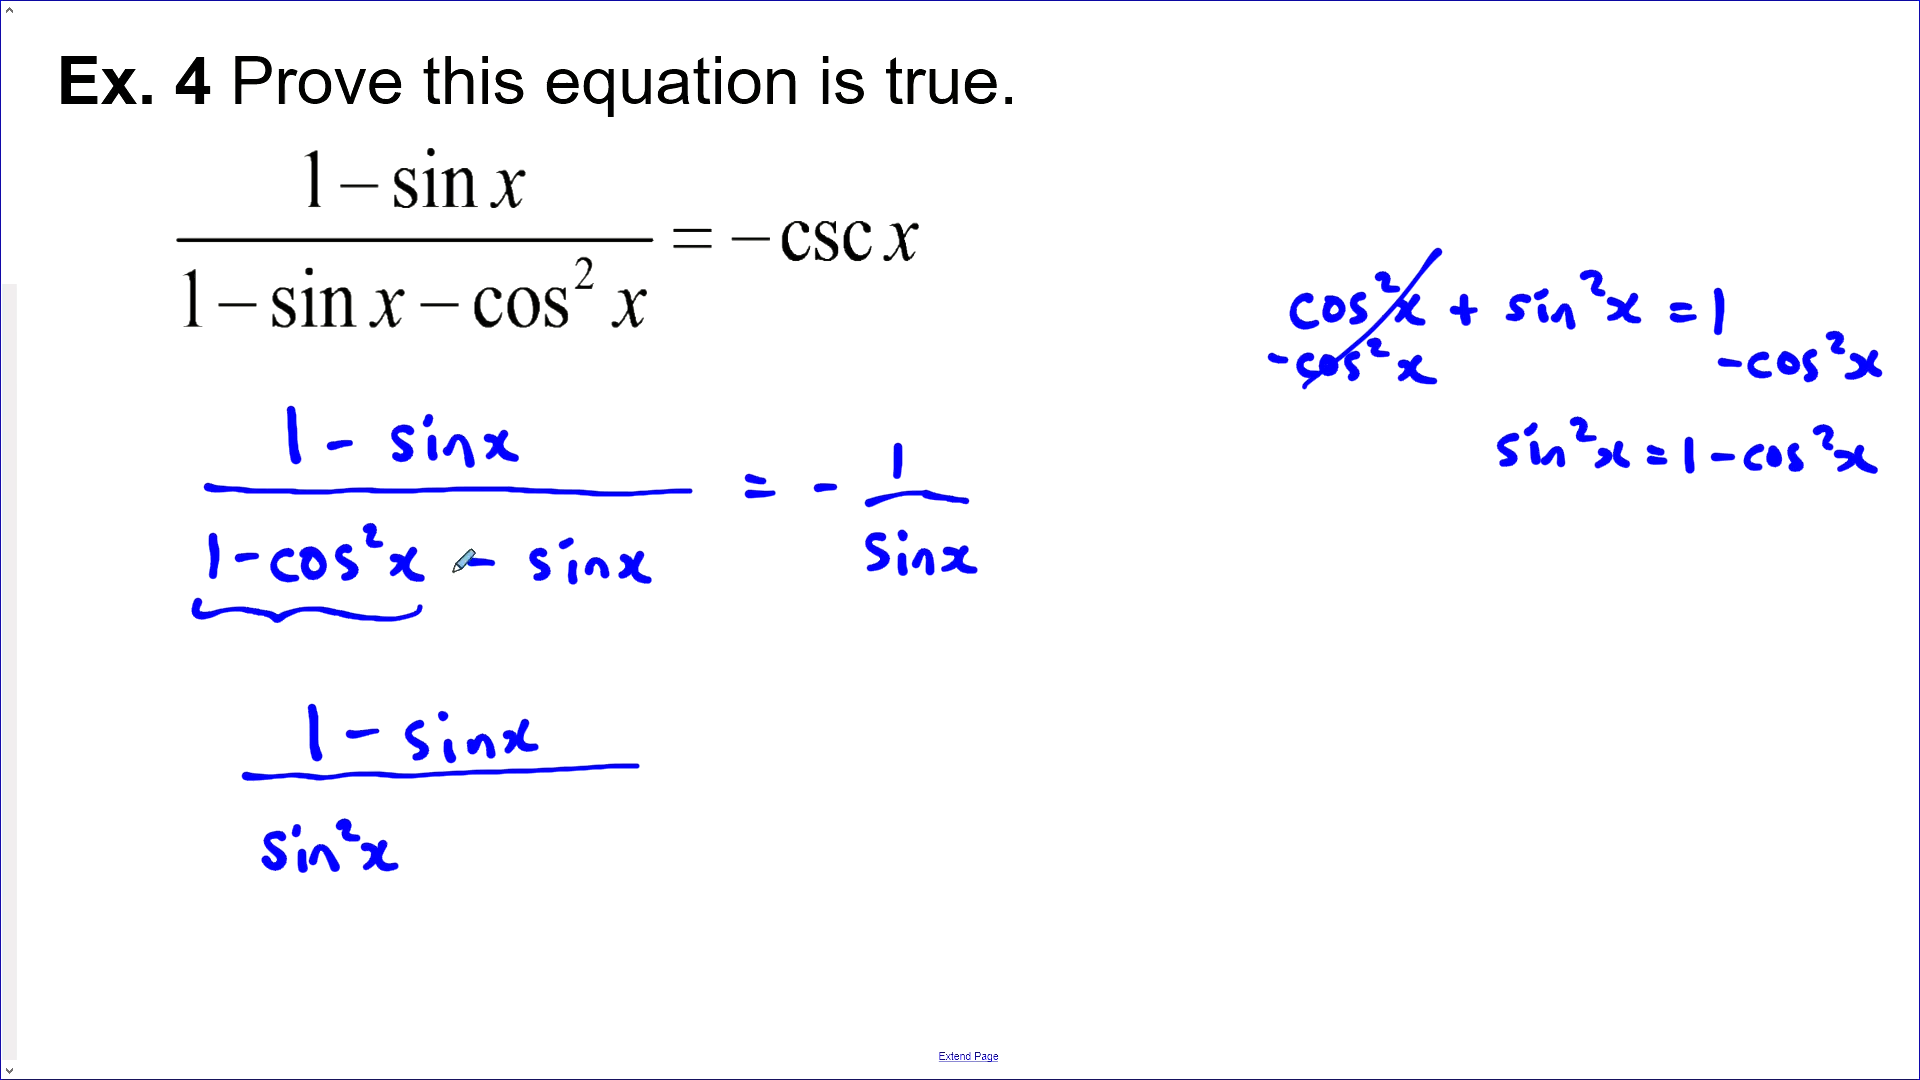 Ex. 4 Prove this equation is true.
1 – sin x
1 – sin x – cos² x
= – csc x
cos²x + sin²x = 1
-cos²x -cos²x
sin²x = 1 - cos²x
1 - sinx
1 - cos²x - sinx
= - 1
sinx
1 - sinx
sin²x
Extend Page